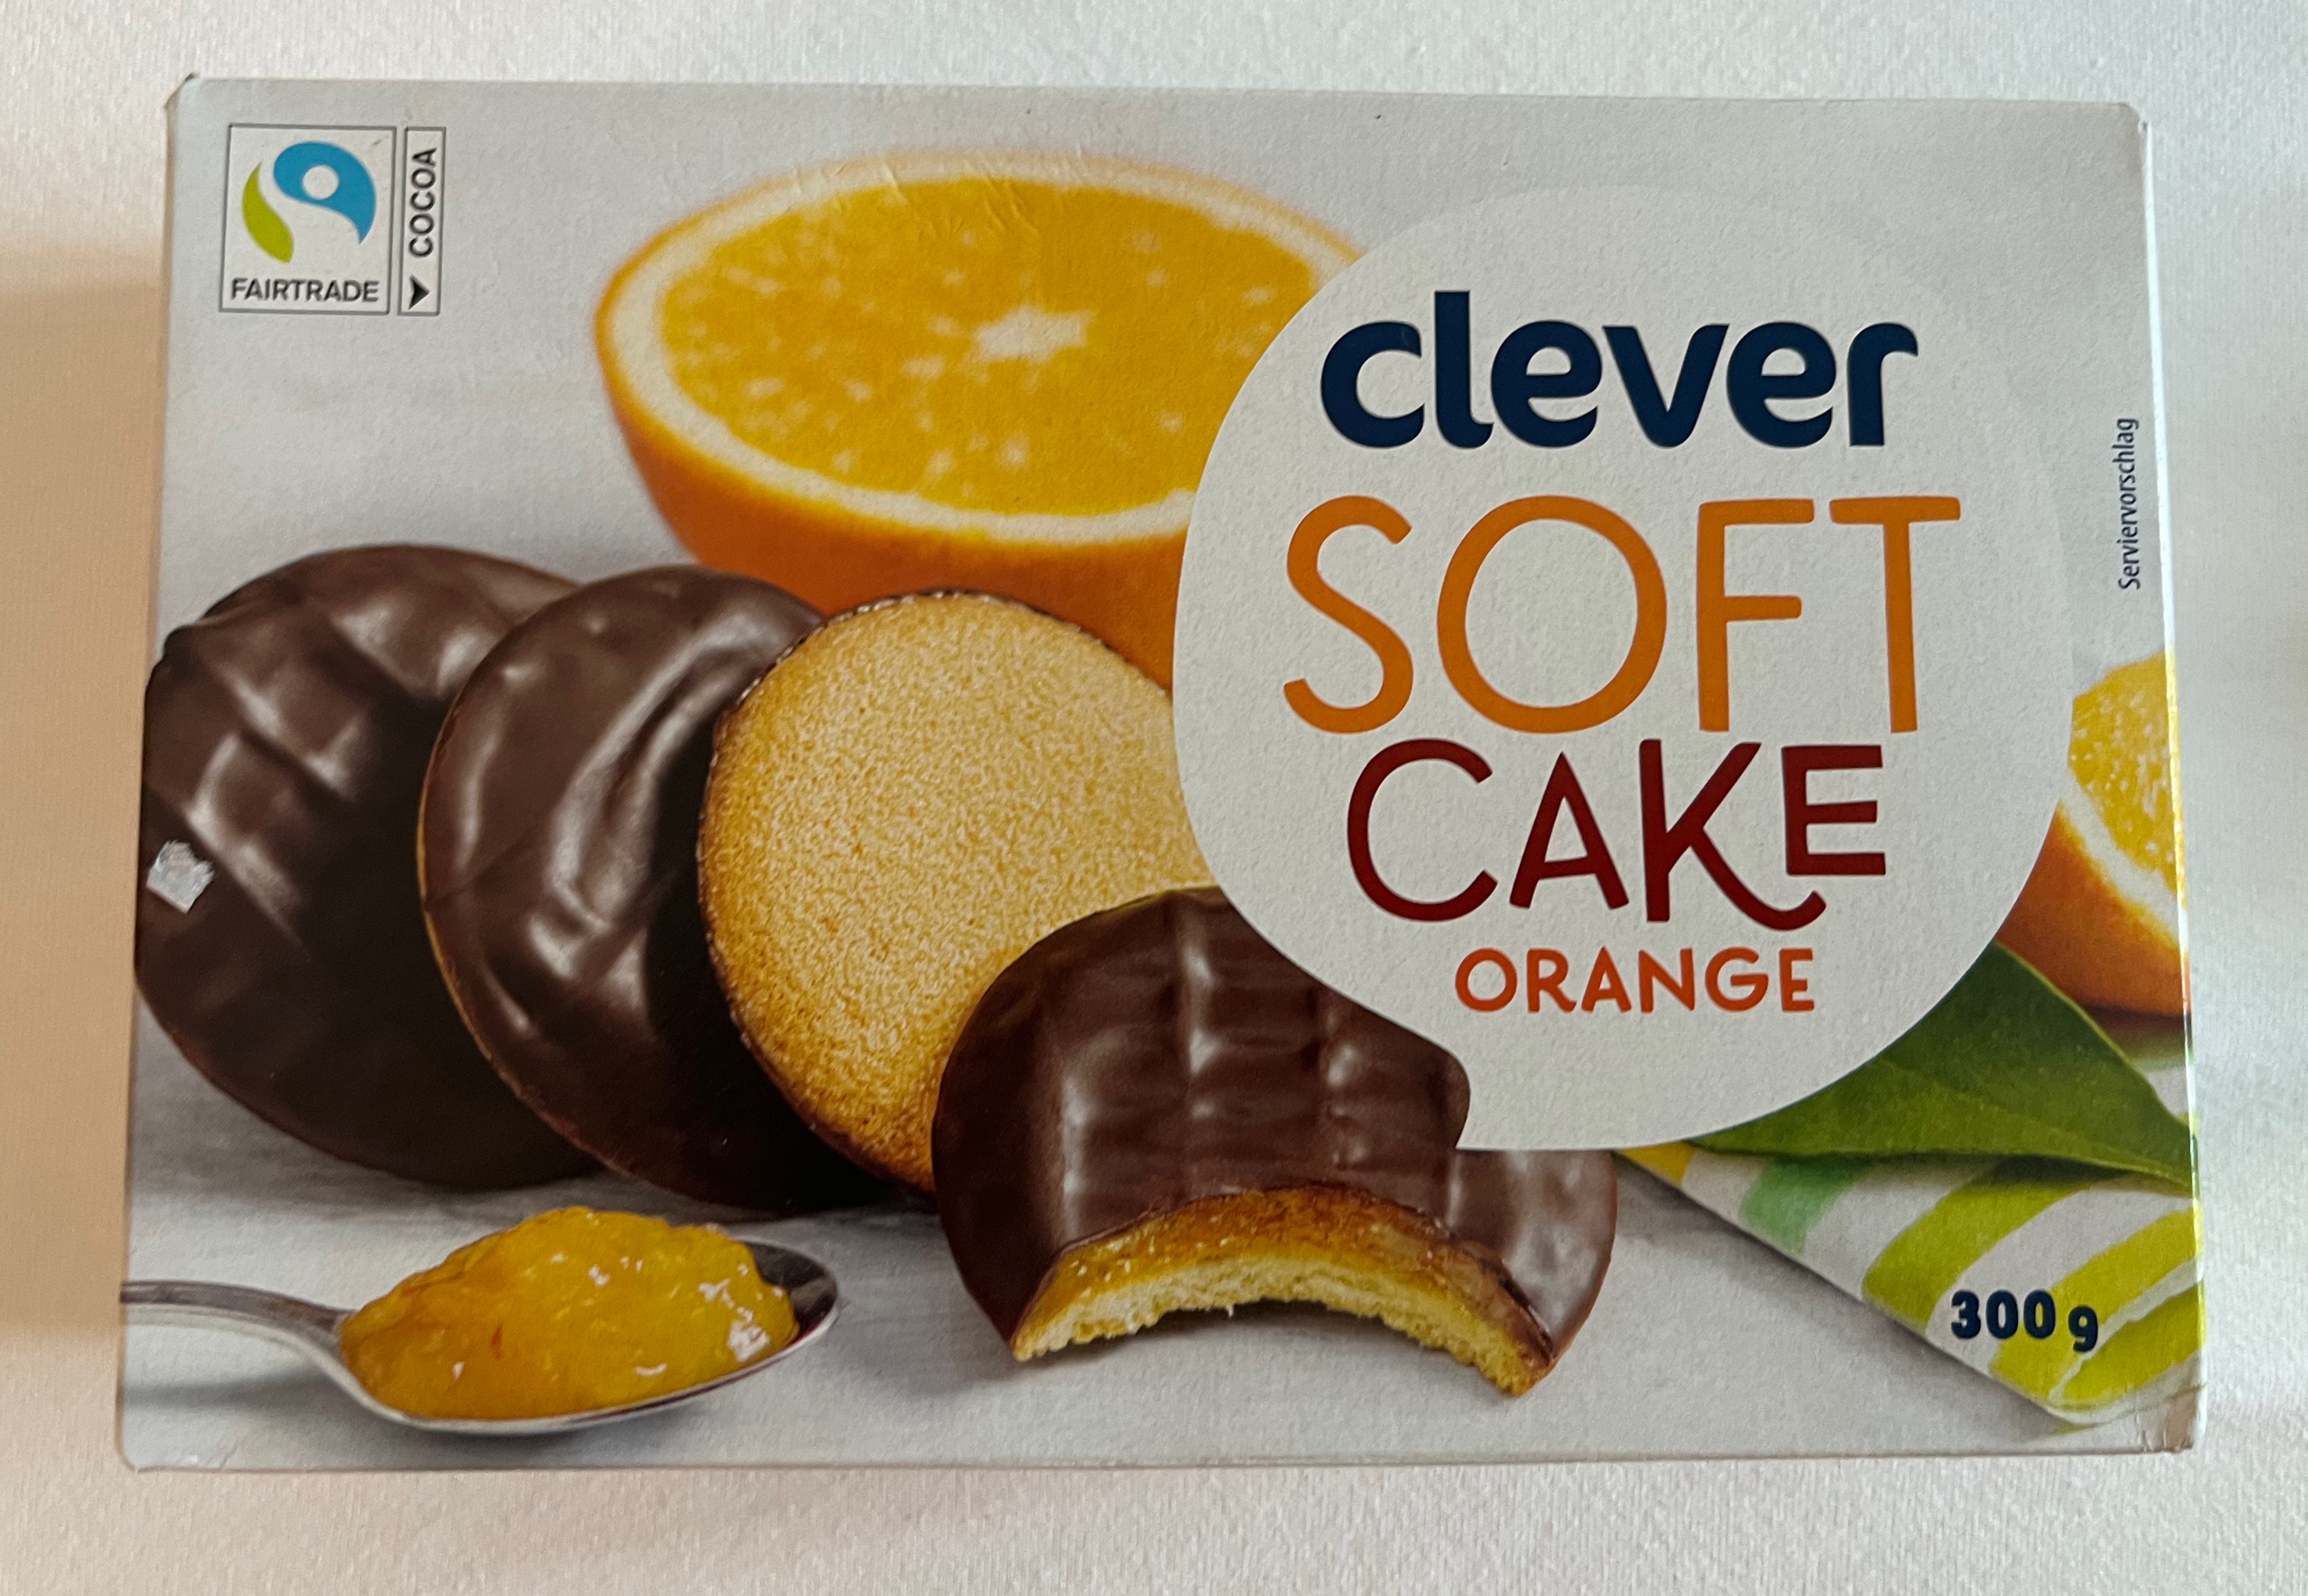 FAIRTRADE
COCOA
clever
SOFT
CAKE
ORANGE
Serviervorschlag
300 g